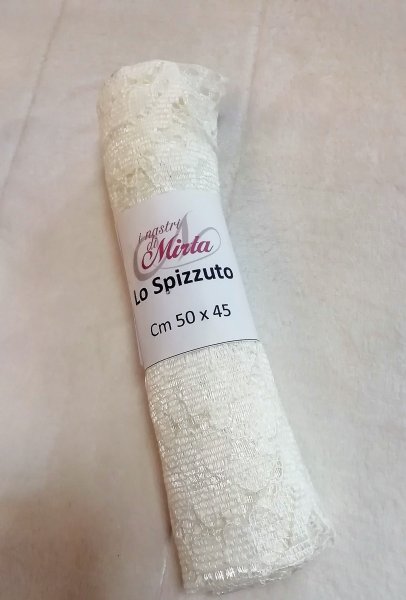 i nastri
di
Mirta
Lo Spizzuto
Cm 50 x 45